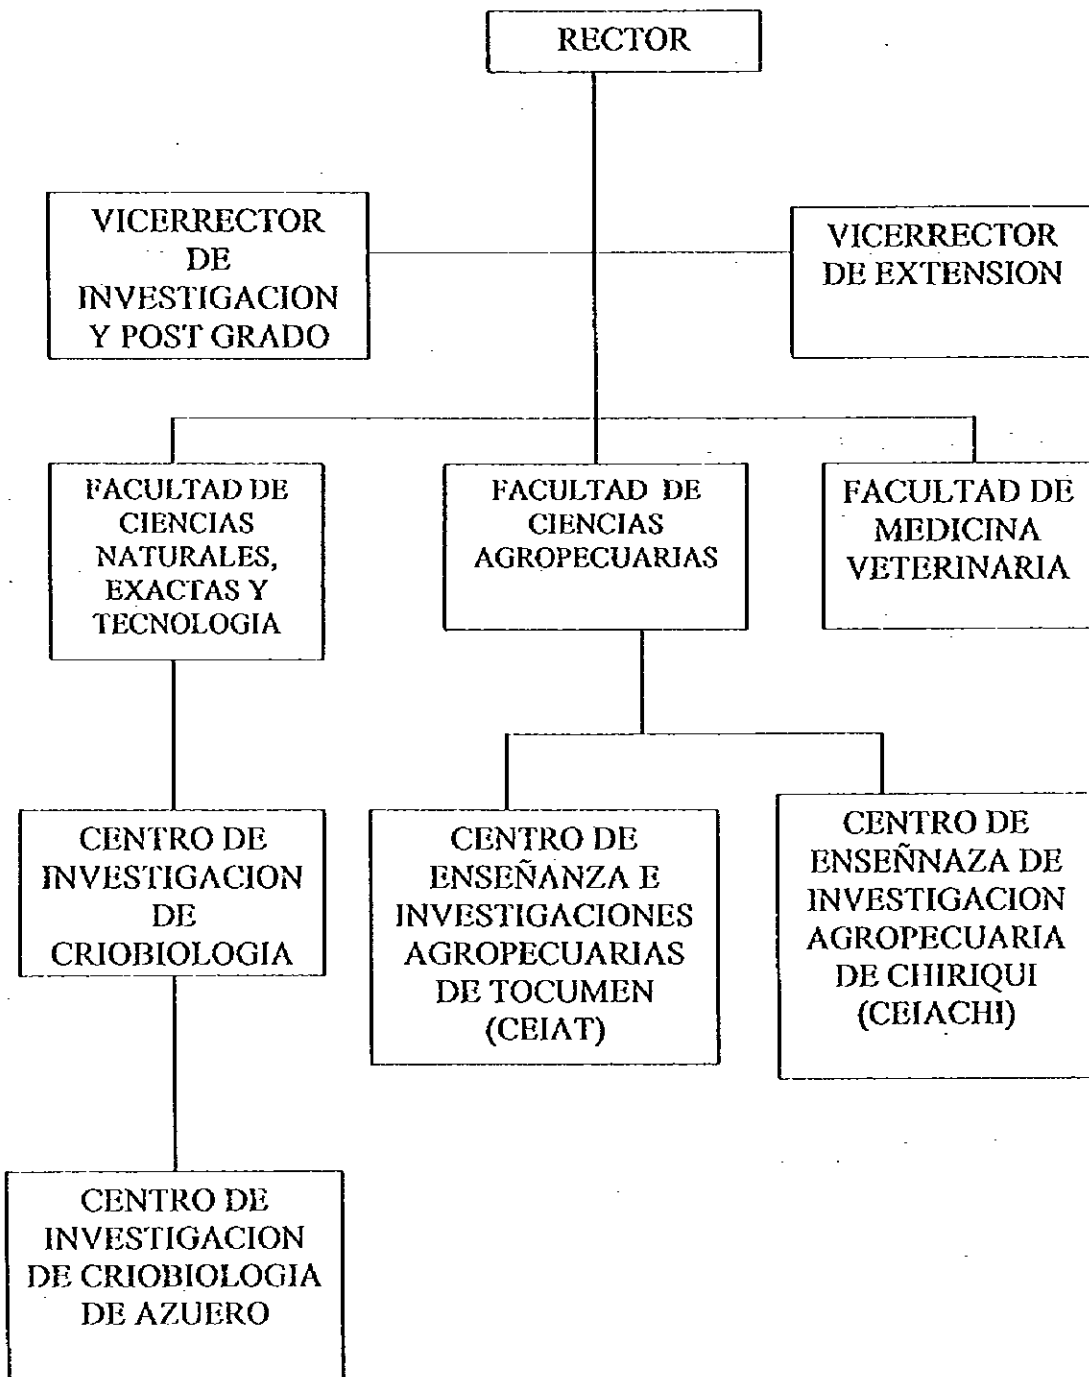 RECTOR
VICERRECTOR
DE
INVESTIGACION
Y POST GRADO
VICERRECTOR
DE EXTENSION
FACULTAD DE
CIENCIAS
NATURALES,
EXACTAS Y
TECNOLOGIA
FACULTAD DE
CIENCIAS
AGROPECUARIAS
FACULTAD DE
MEDICINA
VETERINARIA
CENTRO DE
INVESTIGACION
DE
CRIOBIOLOGIA
CENTRO DE
ENSEÑANZA E
INVESTIGACIONES
AGROPECUARIAS
DE TOCUMEN
(CEIAT)
CENTRO DE
ENSEÑNAZA DE
INVESTIGACION
AGROPECUARIA
DE CHIRIQUI
(CEIACHI)
CENTRO DE
INVESTIGACION
DE CRIOBIOLOGIA
DE AZUERO